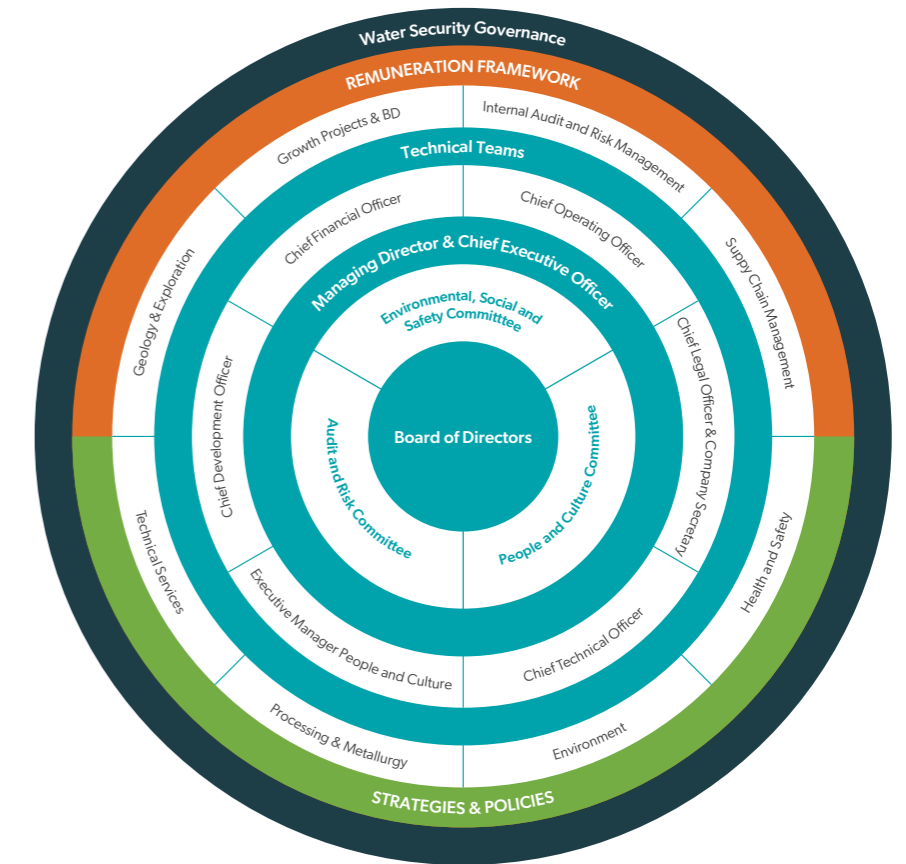 Water Security Governance
REMUNERATION FRAMEWORK
Growth Projects & BD
Internal Audit and Risk Management
Technical Teams
Chief Financial Officer
Chief Operating Officer
Managing Director & Chief Executive Officer
Environmental, Social and
Safety Committtee
Geology & Exploration
Suppy Chain Management
Chief Development Officer
Chief Legal Officer & Company Secretary
Audit and Risk Committee
Board of Directors
People and Culture Committee
Technical Services
Health and Safety
Executive Manager People and Culture
Chief Technical Officer
Processing & Metallurgy
Environment
STRATEGIES & POLICIES